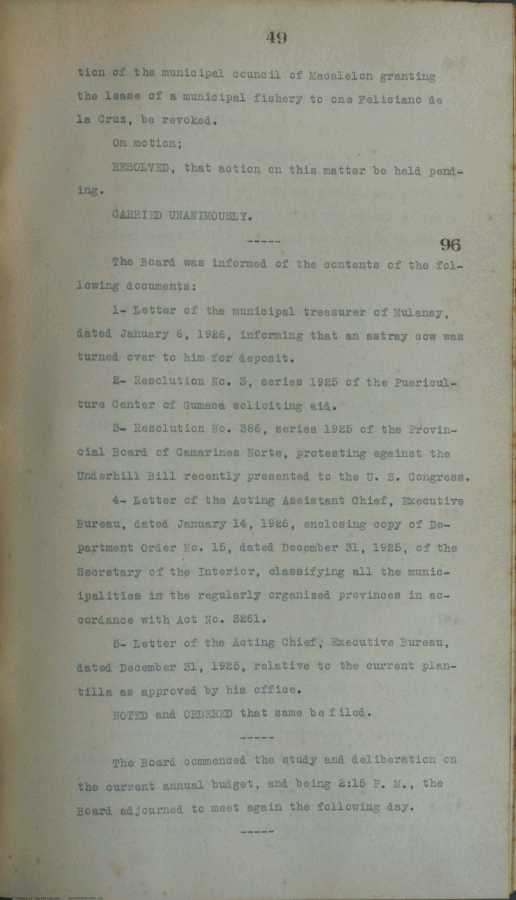 49
tion of the municipal council of Macalelon granting
the lease of a municipal fishery to one Feliciano de
la Cruz, be revoked.
On motion;
RESOLVED, that action on this matter be held pend-
ing.
CARRIED UNANIMOUSLY.
-----
96
The Board was informed of the contents of the fol-
lowing documents:
1- Letter of the municipal treasurer of Mulanay,
dated January 6, 1926, informing that an astray cow was
turned over to him for deposit.
2- Resolution No. 3, series 1925 of the Puericul-
ture Center of Gumaca soliciting aid.
3- Resolution No. 386, series 1925 of the Provin-
cial Board of Camarines Norte, protesting against the
Underhill Bill recently presented to the U. S. Congress.
4- Letter of the Acting Assistant Chief, Executive
Bureau, dated January 14, 1926, enclosing copy of De-
partment Order No. 15, dated December 31, 1925, of the
Secretary of the Interior, classifying all the munic-
ipalities in the regularly organized provinces in ac-
cordance with Act No. 3261.
5- Letter of the Acting Chief, Executive Bureau,
dated December 31, 1925, relative to the current plan-
tilla as approved by his office.
NOTED and ORDERED that same be filed.
-----
The Board commenced the study and deliberation on
the current annual budget, and being 2:15 P. M., the
Board adjourned to meet again the following day.
-----